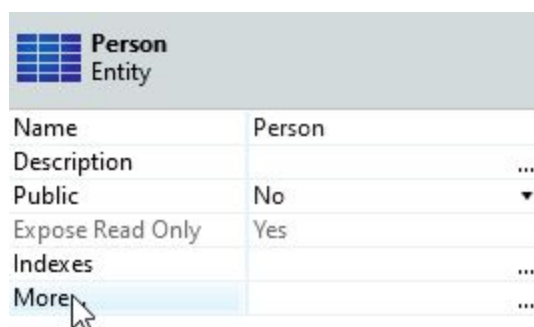 Person
Entity
Name Person
Description ...
Public No
Expose Read Only Yes
Indexes ...
More... ...